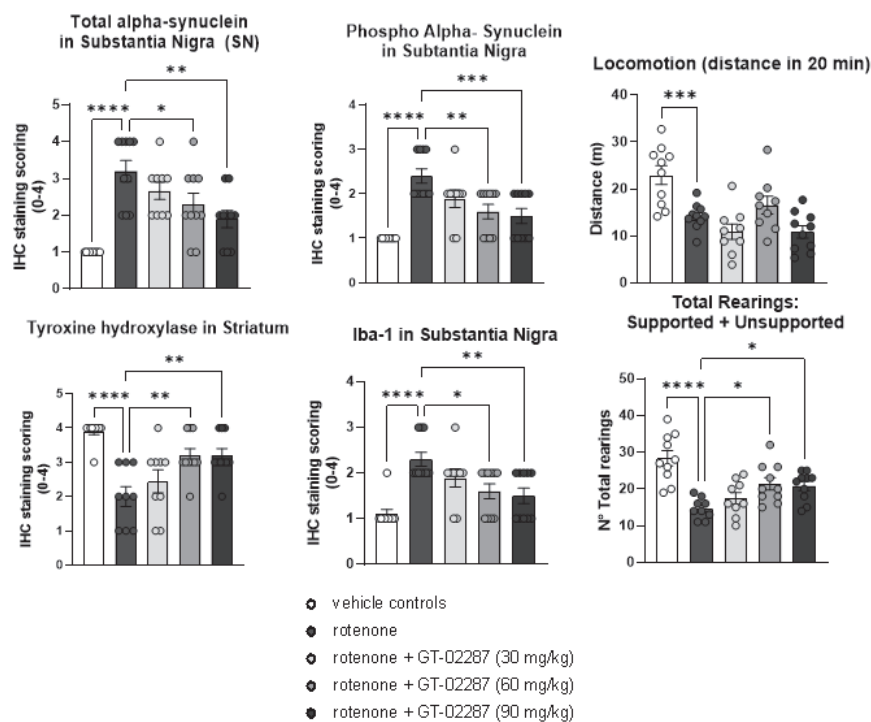 Total alpha-synuclein
in Substantia Nigra (SN)
**
**** *
5
4
3
2
1
0
IHC staining scoring
(0-4)
Phospho Alpha- Synuclein
in Subtantia Nigra
***
**** **
4
3
2
1
0
IHC staining scoring
(0-4)
Locomotion (distance in 20 min)
***
40
30
20
10
0
Distance (m)
Tyroxine hydroxylase in Striatum
**
**** **
5
4
3
2
1
0
IHC staining scoring
(0-4)
Iba-1 in Substantia Nigra
**
**** *
4
3
2
1
0
IHC staining scoring
(0-4)
Total Rearings:
Supported + Unsupported
*
**** *
50
40
30
20
10
0
N° Total rearings
vehicle controls
rotenone
rotenone + GT-02287 (30 mg/kg)
rotenone + GT-02287 (60 mg/kg)
rotenone + GT-02287 (90 mg/kg)